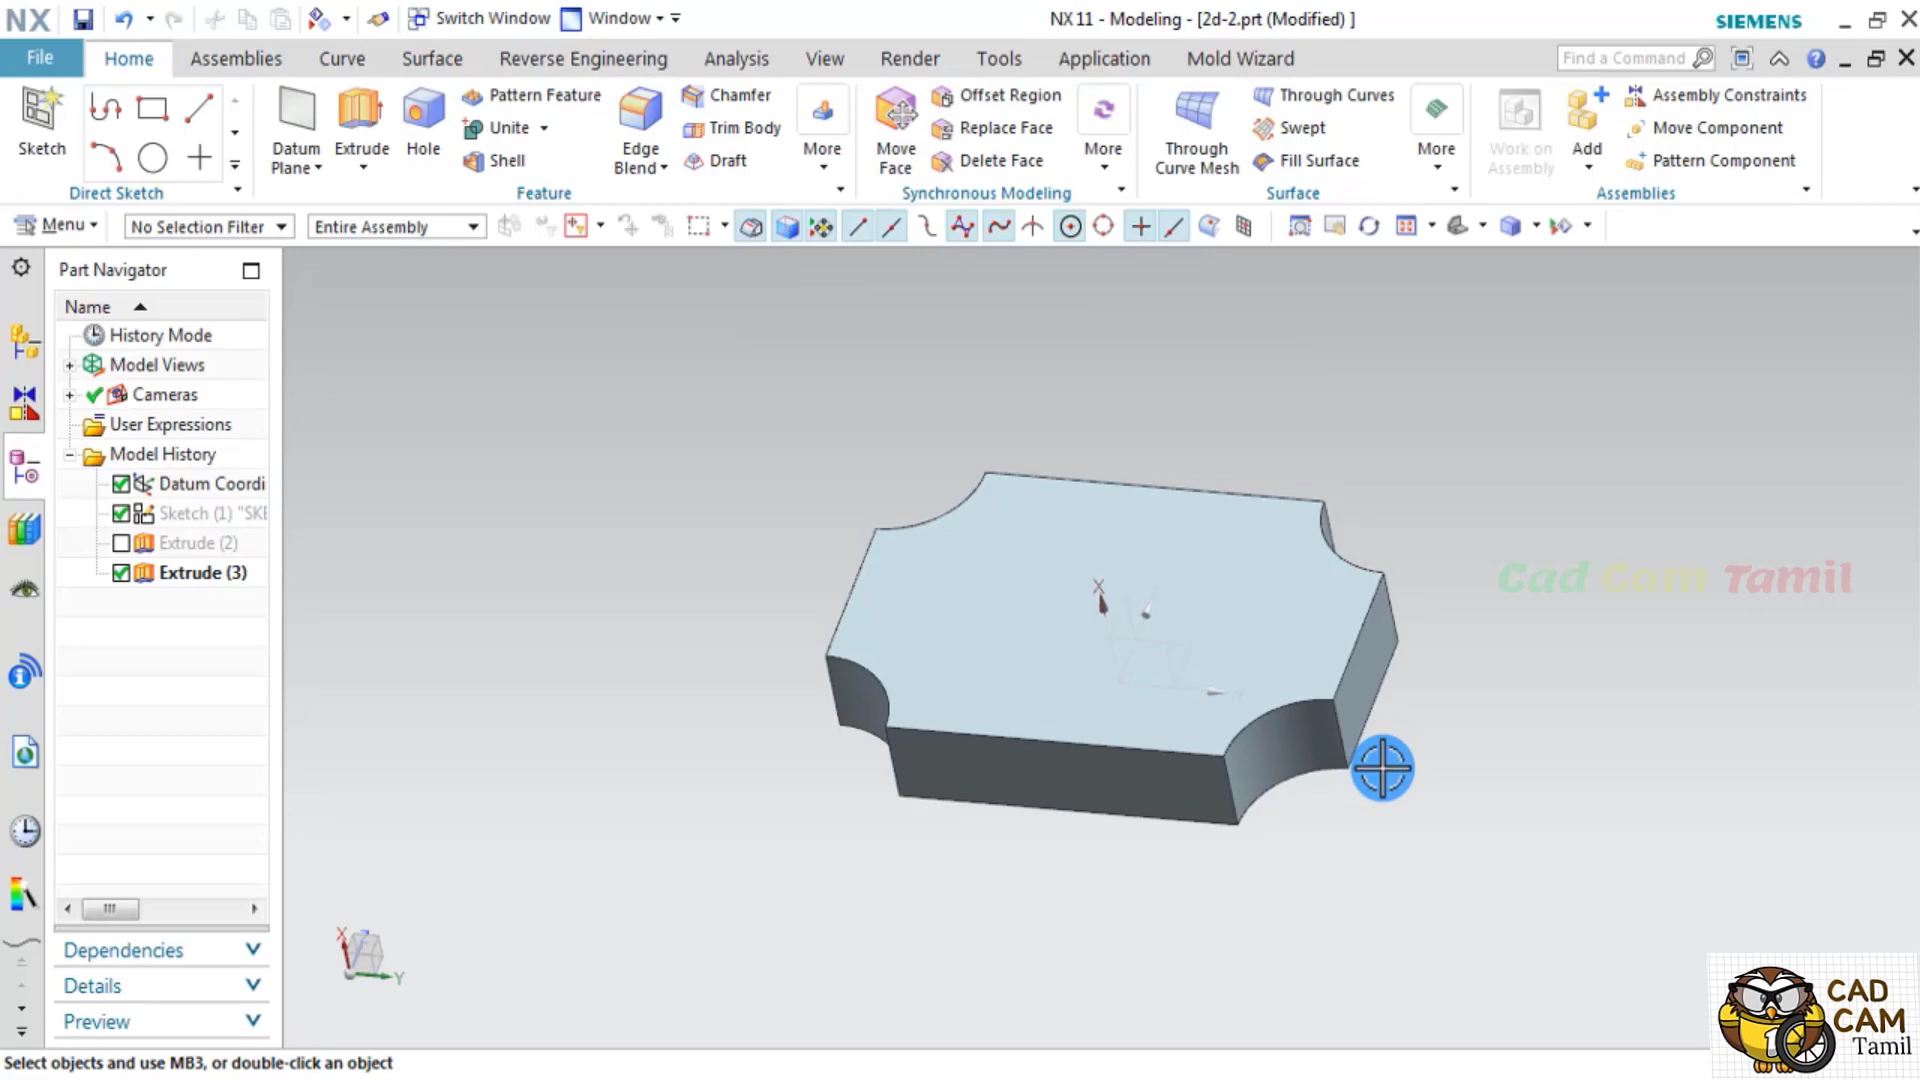 NX Switch Window Window NX 11 - Modeling - [2d-2.prt (Modified) ] SIEMENS
File Home Assemblies Curve Surface Reverse Engineering Analysis View Render Tools Application Mold Wizard Find a Command
Pattern Feature Chamfer Offset Region Through Curves Assembly Constraints
Unite Trim Body Replace Face Swept Move Component
Sketch Datum Plane Extrude Hole Shell Edge Blend Draft More Move Face Delete Face More Through Curve Mesh Fill Surface More Work on Assembly Add Pattern Component
Direct Sketch Feature Synchronous Modeling Surface Assemblies
Menu No Selection Filter Entire Assembly
Part Navigator
Name
History Mode
Model Views
Cameras
User Expressions
Model History
Datum Coordi
Sketch (1) "SKE
Extrude (2)
Extrude (3)
Dependencies
Details
Preview
X
X
Y
Cad Cam Tamil
CAD
CAM
Tamil
Select objects and use MB3, or double-click an object